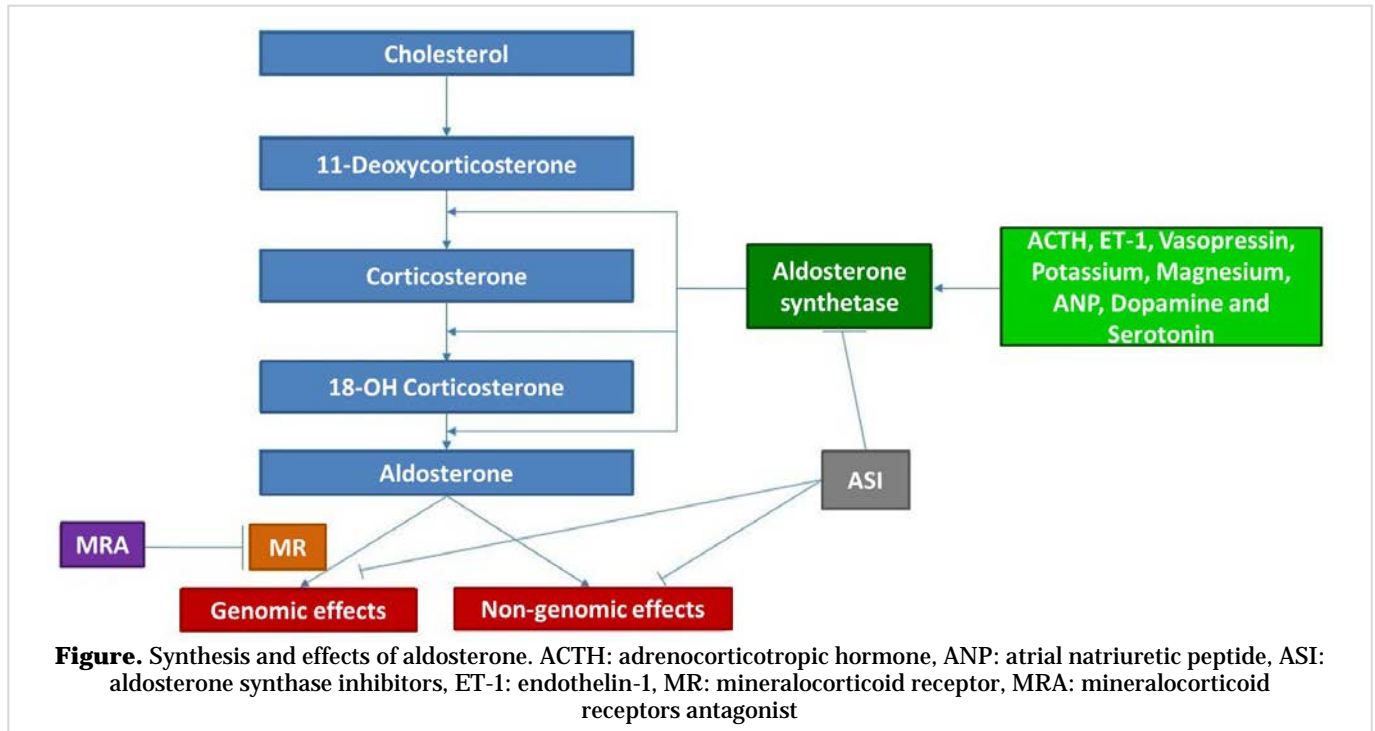 Cholesterol
11-Deoxycorticosterone
Corticosterone
18-OH Corticosterone
Aldosterone
Aldosterone
synthetase
ACTH, ET-1, Vasopressin,
Potassium, Magnesium,
ANP, Dopamine and
Serotonin
ASI
MRA
MR
Genomic effects
Non-genomic effects
Figure. Synthesis and effects of aldosterone. ACTH: adrenocorticotropic hormone, ANP: atrial natriuretic peptide, ASI:
aldosterone synthase inhibitors, ET-1: endothelin-1, MR: mineralocorticoid receptor, MRA: mineralocorticoid
receptors antagonist